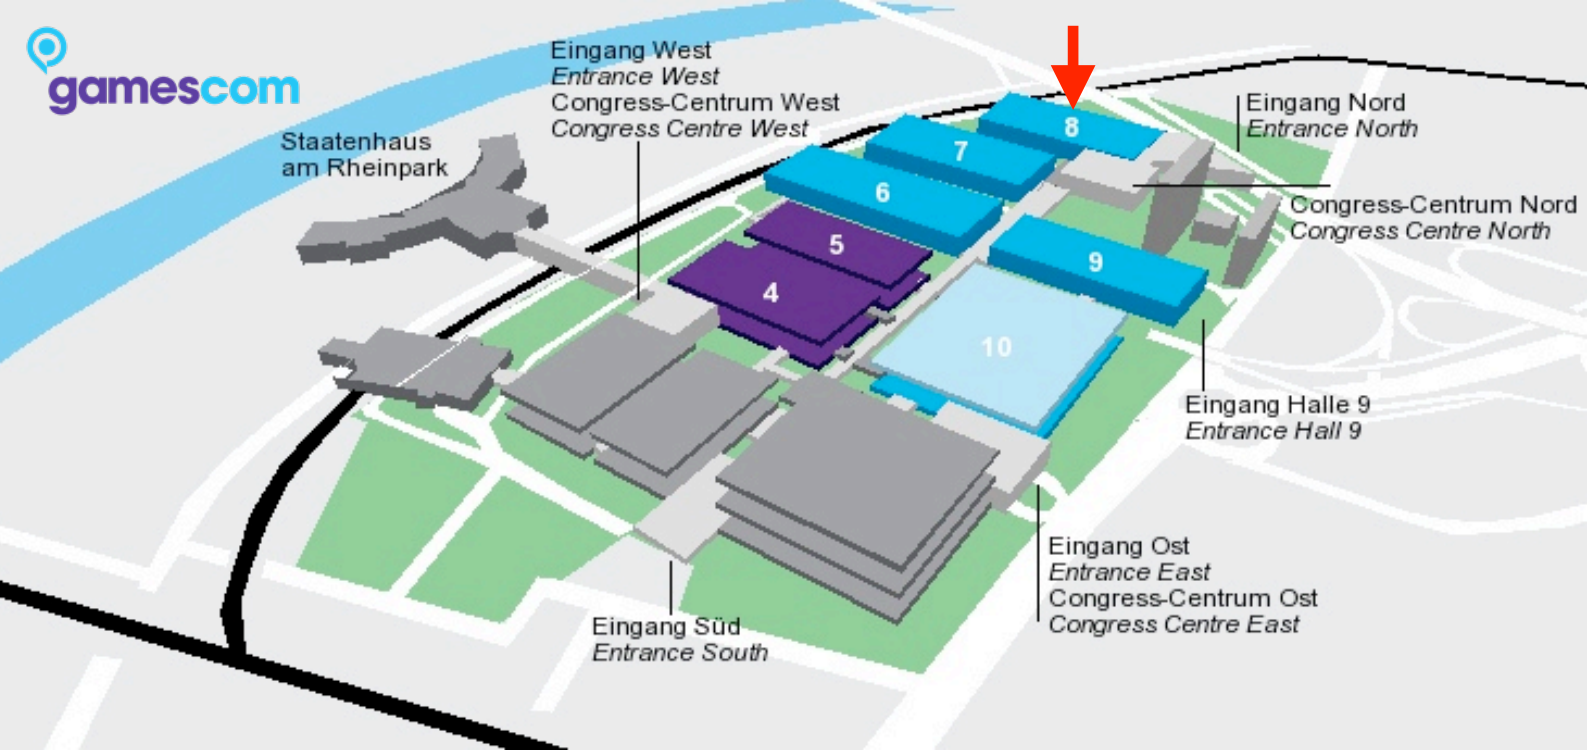 gamescom
Eingang West
Entrance West
Congress-Centrum West
Congress Centre West
Staatenhaus
am Rheinpark
8
7
6
5
4
9
10
Eingang Nord
Entrance North
Congress-Centrum Nord
Congress Centre North
Eingang Halle 9
Entrance Hall 9
Eingang Ost
Entrance East
Congress-Centrum Ost
Congress Centre East
Eingang Süd
Entrance South